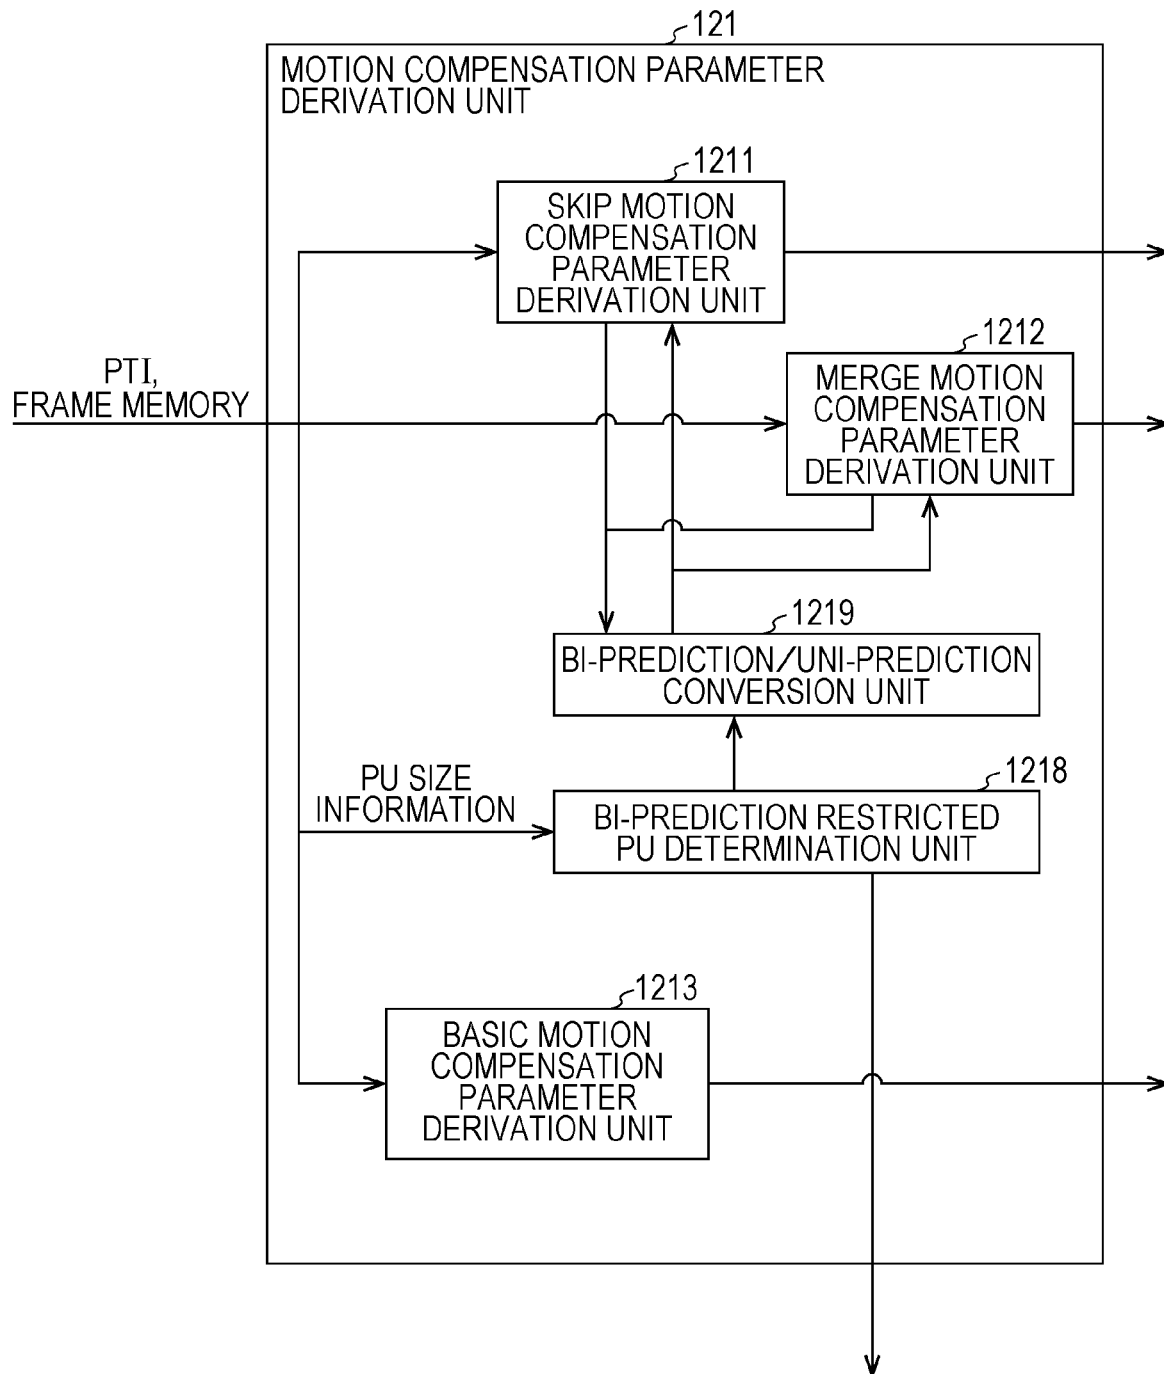 121
MOTION COMPENSATION PARAMETER
DERIVATION UNIT
1211
SKIP MOTION
COMPENSATION
PARAMETER
DERIVATION UNIT
1212
MERGE MOTION
COMPENSATION
PARAMETER
DERIVATION UNIT
PTI,
FRAME MEMORY
1219
BI-PREDICTION/UNI-PREDICTION
CONVERSION UNIT
PU SIZE
INFORMATION
1218
BI-PREDICTION RESTRICTED
PU DETERMINATION UNIT
1213
BASIC MOTION
COMPENSATION
PARAMETER
DERIVATION UNIT